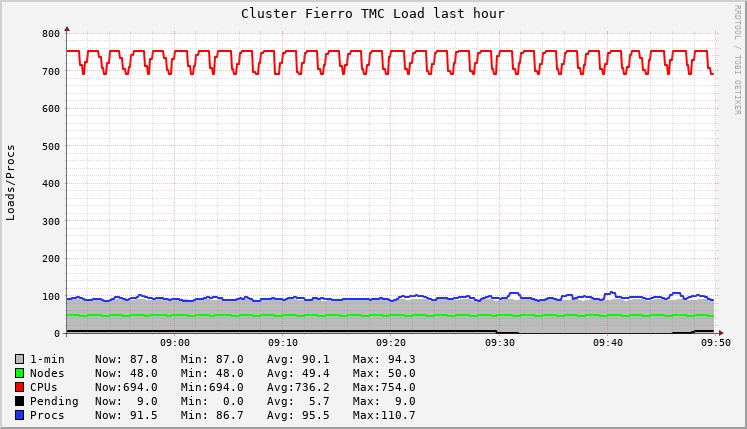 Cluster Fierro TMC Load last hour
RRDTOOL / TOBI OETIKER
Loads/Procs
800
700
600
500
400
300
200
100
0
09:00 09:10 09:20 09:30 09:40 09:50
1-min Now: 87.8 Min: 87.0 Avg: 90.1 Max: 94.3
Nodes Now: 48.0 Min: 48.0 Avg: 49.4 Max: 50.0
CPUs Now:694.0 Min:694.0 Avg:736.2 Max:754.0
Pending Now: 9.0 Min: 0.0 Avg: 5.7 Max: 9.0
Procs Now: 91.5 Min: 86.7 Avg: 95.5 Max:110.7